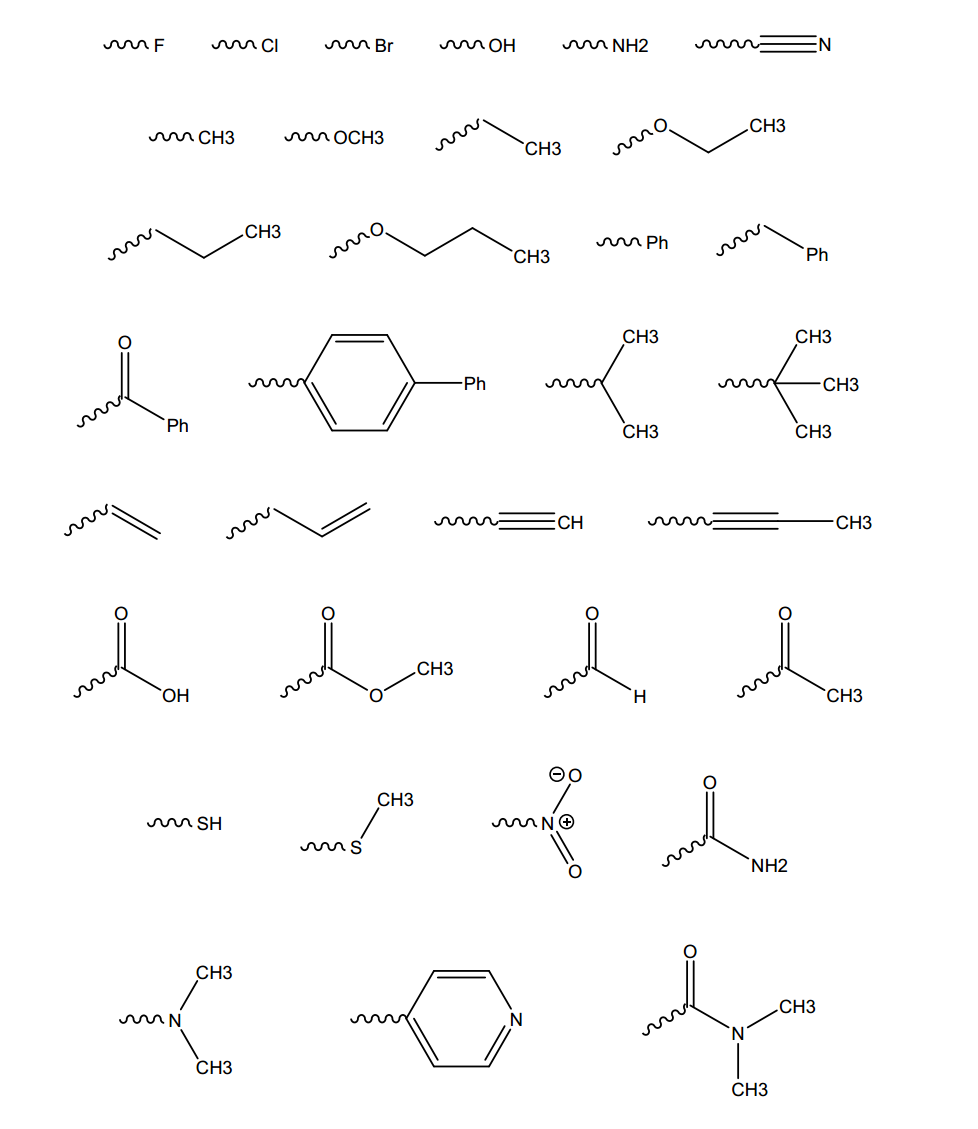 F Cl Br OH NH2 N
CH3 OCH3 CH3 O CH3
CH3 O CH3 Ph Ph
O Ph Ph CH3 CH3 CH3 CH3 CH3
CH CH3
O OH O O CH3 O H O CH3
SH S CH3 N⊕ ⊖O O O NH2
N CH3 CH3 N O N CH3 CH3